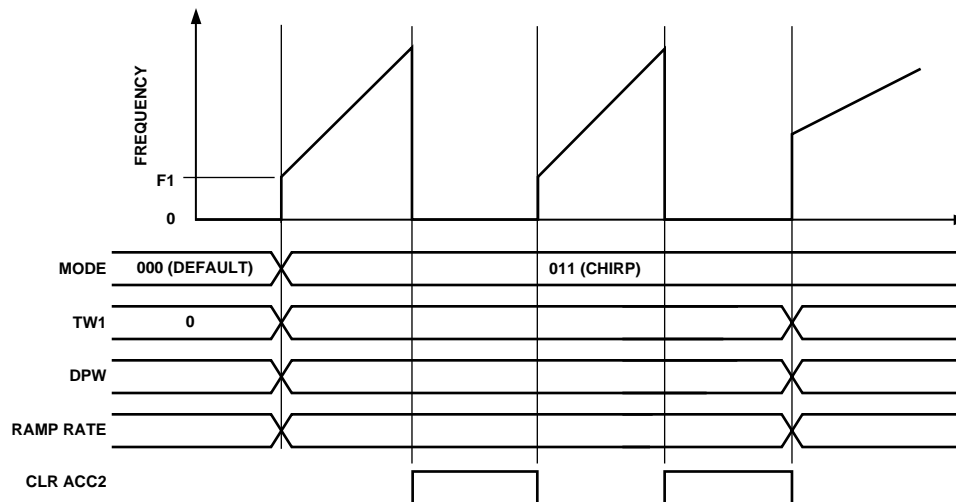 FREQUENCY
F1
0
MODE 000 (DEFAULT) 011 (CHIRP)
TW1 0
DPW
RAMP RATE
CLR ACC2